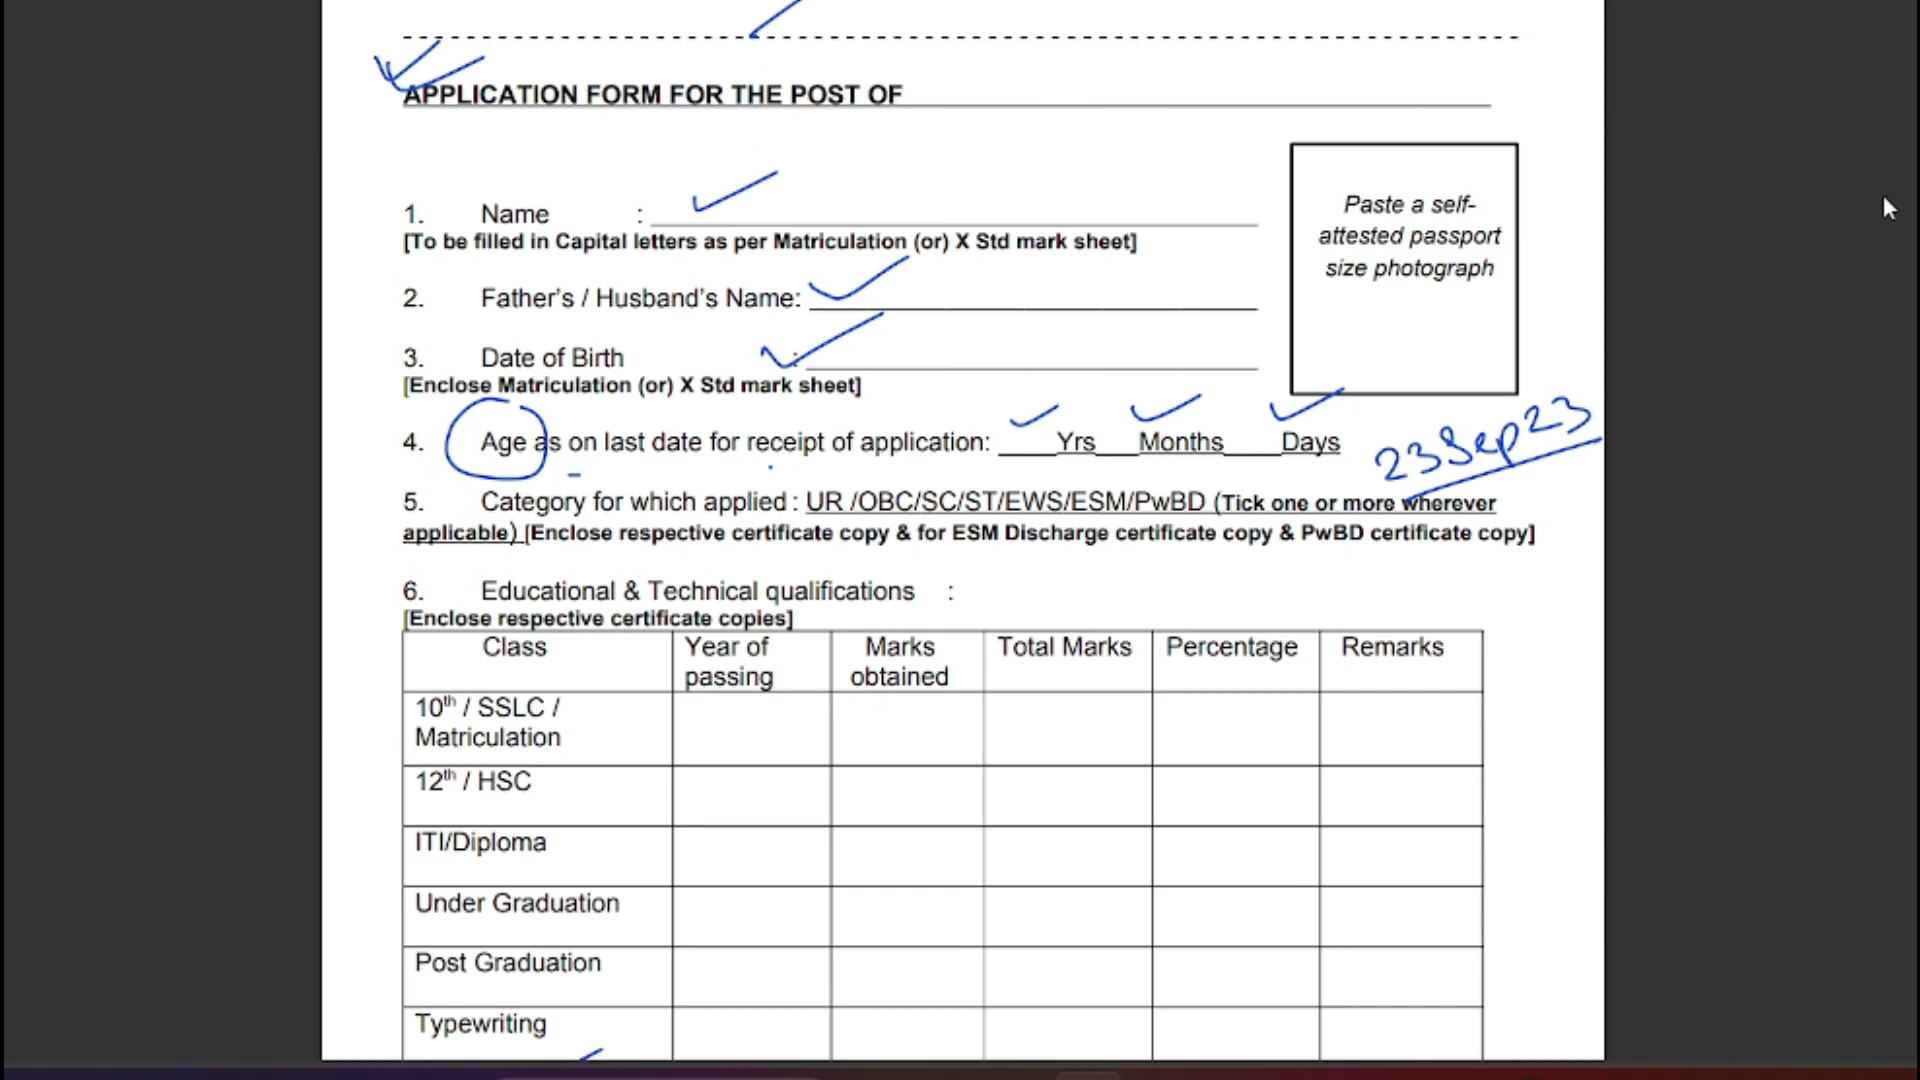 APPLICATION FORM FOR THE POST OF
Paste a self-
attested passport
size photograph
1. Name :
[To be filled in Capital letters as per Matriculation (or) X Std mark sheet]
2. Father’s / Husband’s Name:
3. Date of Birth :
[Enclose Matriculation (or) X Std mark sheet]
4. Age as on last date for receipt of application: ____Yrs___Months____Days
23 Sep 23
5. Category for which applied : UR /OBC/SC/ST/EWS/ESM/PwBD (Tick one or more wherever
applicable) [Enclose respective certificate copy & for ESM Discharge certificate copy & PwBD certificate copy]
6. Educational & Technical qualifications :
[Enclose respective certificate copies]
Class Year of passing Marks obtained Total Marks Percentage Remarks
10th / SSLC /
Matriculation
12th / HSC
ITI/Diploma
Under Graduation
Post Graduation
Typewriting